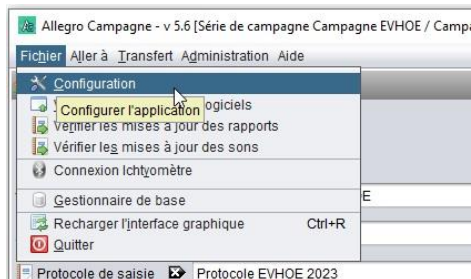 Allegro Campagne - v 5.6 [Série de campagne Campagne EVHOE / Campa
Fichier Aller à Transfert Administration Aide
Configuration
Configurer l'application
ogiciels
Vérifier les mises à jour des rapports
Vérifier les mises à jour des sons
Connexion Ichtyomètre
Gestionnaire de base
Recharger l'interface graphique Ctrl+R
Quitter
Protocole de saisie Protocole EVHOE 2023